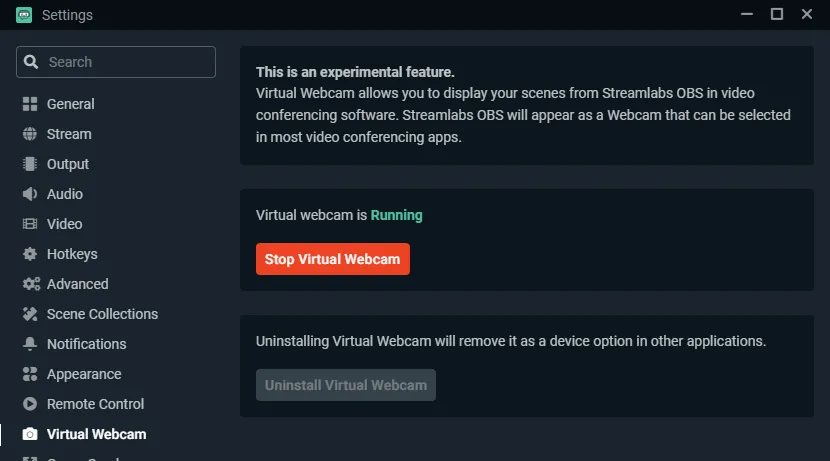 Settings
Search
General
Stream
Output
Audio
Video
Hotkeys
Advanced
Scene Collections
Notifications
Appearance
Remote Control
Virtual Webcam
This is an experimental feature.
Virtual Webcam allows you to display your scenes from Streamlabs OBS in video
conferencing software. Streamlabs OBS will appear as a Webcam that can be selected
in most video conferencing apps.
Virtual webcam is Running
Stop Virtual Webcam
Uninstalling Virtual Webcam will remove it as a device option in other applications.
Uninstall Virtual Webcam